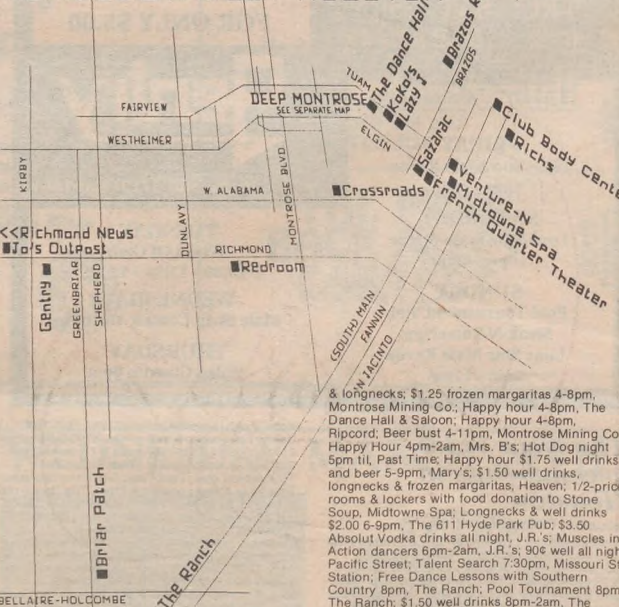 The Dance Hall
KoKo's
Lazy J
TUAM
BRAZOS
Brazos
FAIRVIEW
DEEP MONTROSE
SEE SEPARATE MAP
WESTHEIMER
ELGIN
Sazarac
Club Body Cente
Richs
Venture-N
Midtowne Spa
French Quarter Theater
KIRBY
W. ALABAMA
Crossroads
MONTROSE BLVD
DUNLAVY
<<Richmond News
Jo's Outpost
RICHMOND
Redroom
Gentry
GREENBRIAR
SHEPHERD
(SOUTH) MAIN
FANNIN
N JACINTO
Briar Patch
The Ranch
BELLAIRE-HOLCOMBE
& longnecks; $1.25 frozen margaritas 4-8pm,
Montrose Mining Co.; Happy hour 4-8pm, The
Dance Hall & Saloon; Happy hour 4-8pm,
Ripcord; Beer bust 4-11pm, Montrose Mining Co
Happy Hour 4pm-2am, Mrs. B's; Hot Dog night
5pm til, Past Time; Happy hour $1.75 well drinks
and beer 5-9pm, Mary's; $1.50 well drinks,
longnecks & frozen margaritas, Heaven; 1/2-price
rooms & lockers with food donation to Stone
Soup, Midtowne Spa; Longnecks & well drinks
$2.00 6-9pm, The 611 Hyde Park Pub; $3.50
Absolut Vodka drinks all night, J.R.'s; Muscles in
Action dancers 6pm-2am, J.R.'s; 90¢ well all nigh
Pacific Street; Talent Search 7:30pm, Missouri St
Station; Free Dance Lessons with Southern
Country 8pm, The Ranch; Pool Tournament 8pm
The Ranch; $1.50 well drinks 8pm-2am, The